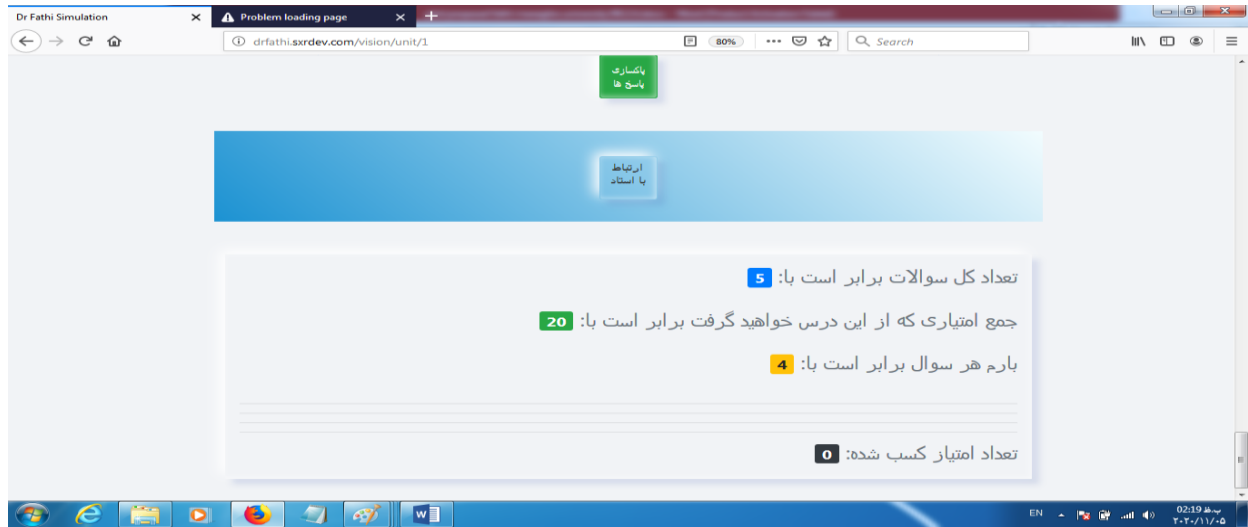 Dr Fathi Simulation
Problem loading page
drfathi.sxrdev.com/vision/unit/1
80%
Search
پاکسازی
پاسخ ها
ارتباط
با استاد
تعداد کل سوالات برابر است با: 5
جمع امتیازی که از این درس خواهید گرفت برابر است با: 20
بارم هر سوال برابر است با: 4
تعداد امتیاز کسب شده: 0
EN
02:19 ب.ظ
۲۰۲۰/۱۱/۰۵